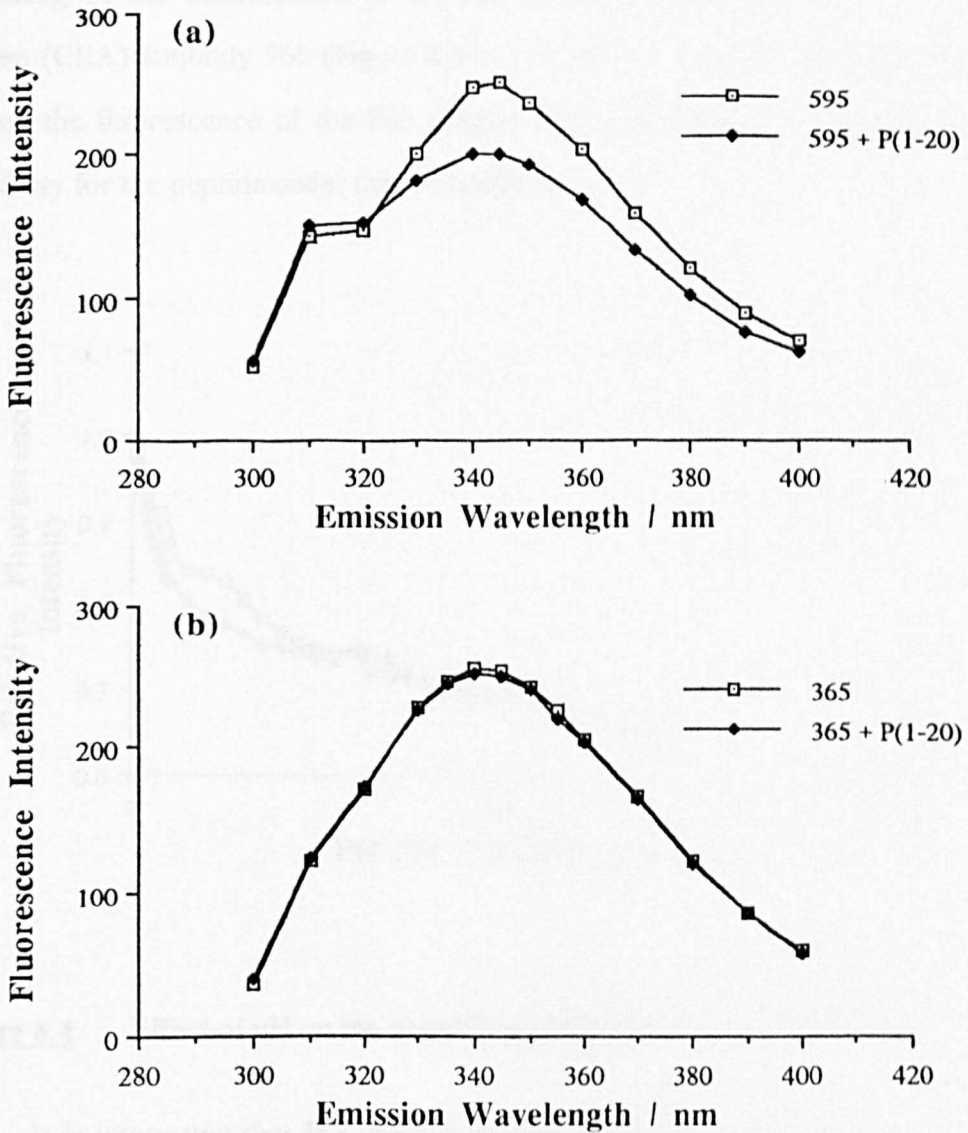 (a)
Fluorescence Intensity
300
200
100
0
280 300 320 340 360 380 400 420
Emission Wavelength / nm
595
595 + P(1-20)
(b)
Fluorescence Intensity
300
200
100
0
280 300 320 340 360 380 400 420
Emission Wavelength / nm
365
365 + P(1-20)